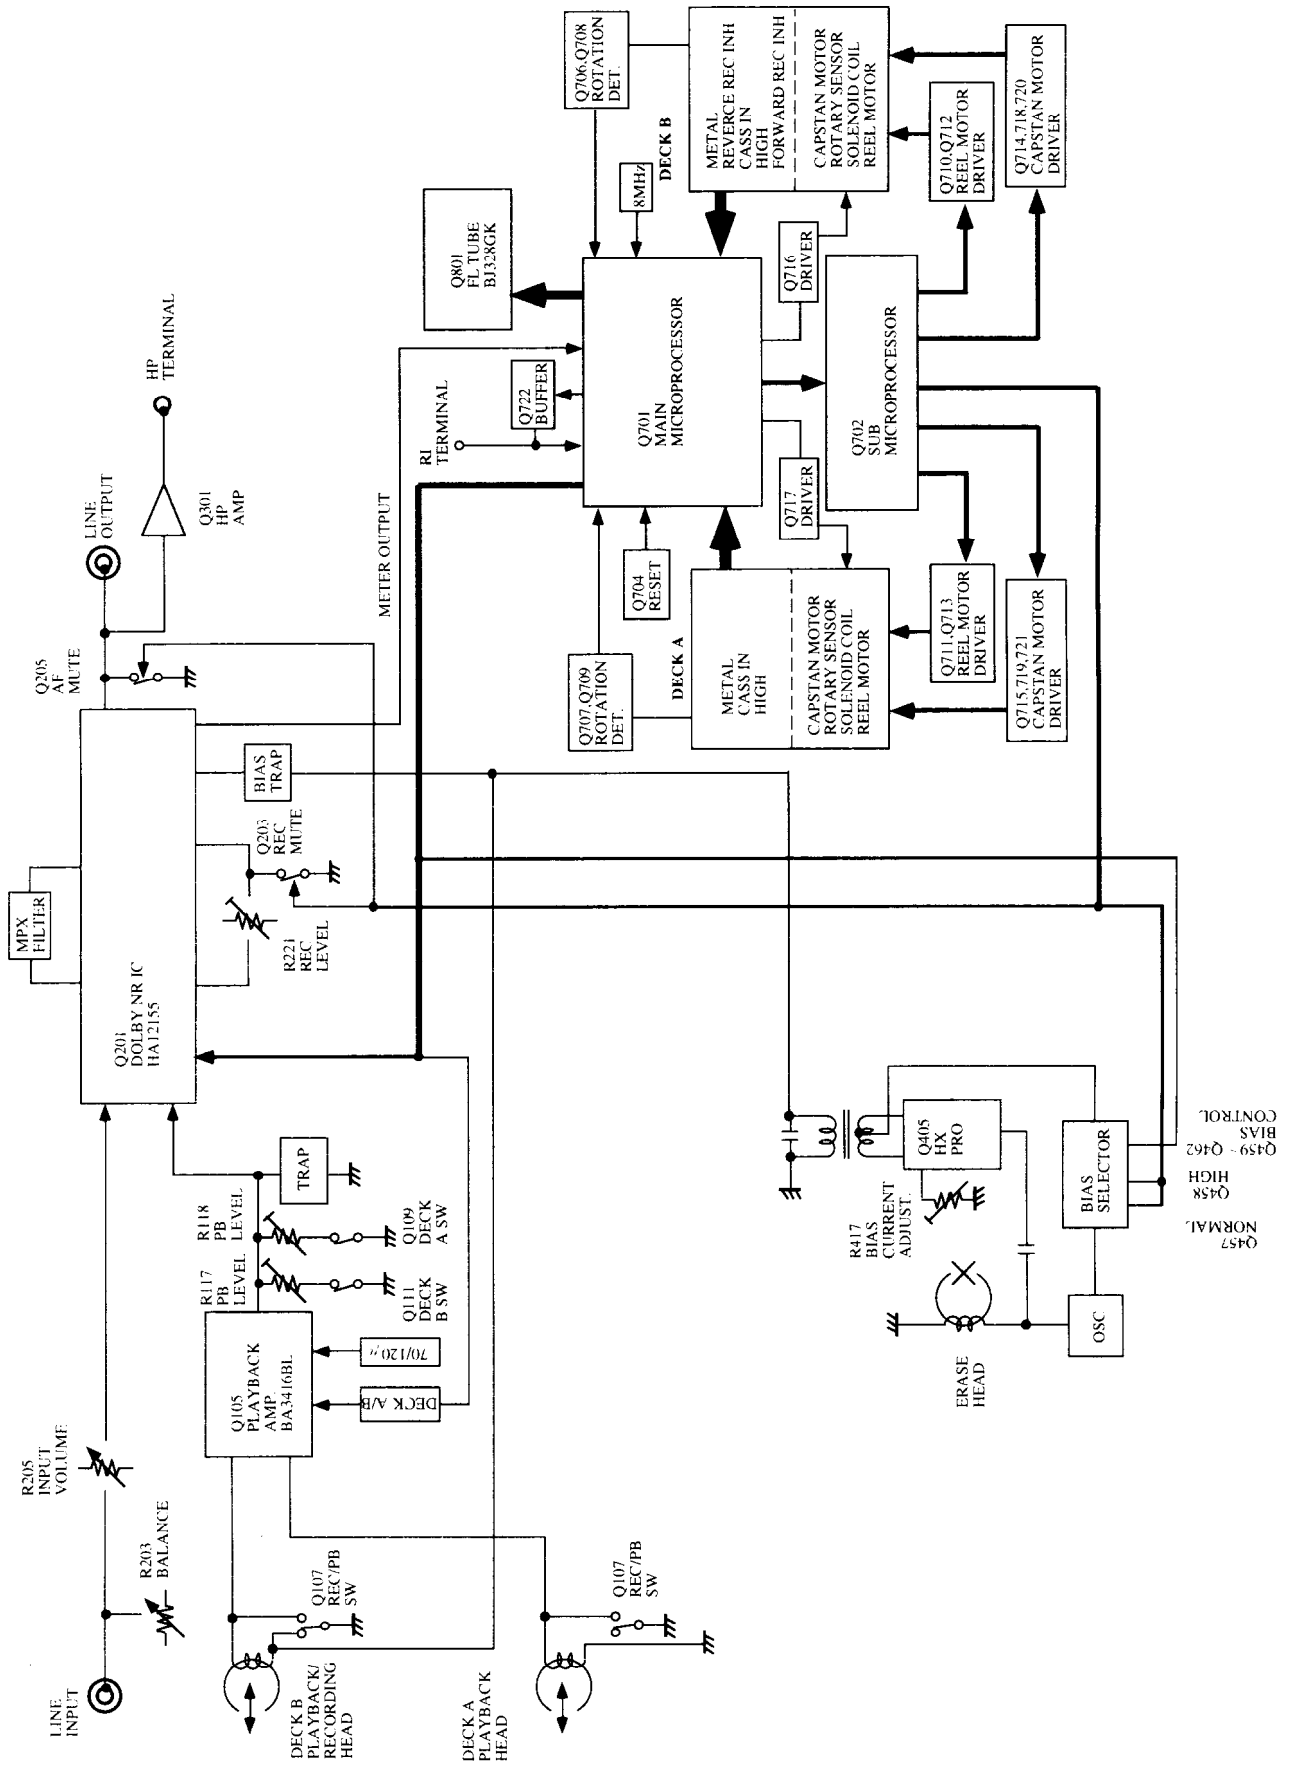 LINE
INPUT
R203
BALANCE
R205
INPUT
VOLUME
MPX
FILTER
Q201
DOLBY NR IC
HA12155
Q205
AF
MUTE
LINE
OUTPUT
Q301
HP
AMP
HP
TERMINAL
DECK B
PLAYBACK/
RECORDING
HEAD
Q107
REC/PB
SW
DECK A
PLAYBACK
HEAD
Q107
REC/PB
SW
Q105
PLAYBACK
AMP.
BA3416BL
R117
PB
LEVEL
R118
PB
LEVEL
Q111
DECK
B SW
Q109
DECK
A SW
TRAP
DECK A/B
70/120μ
R221
REC
LEVEL
Q203
REC
MUTE
BIAS
TRAP
METER OUTPUT
RI
TERMINAL
Q722
BUFFER
Q801
FL TUBE
BJ328GK
Q707,Q709
ROTATION
DET.
Q704
RESET
Q701
MAIN
MICROPROCESSOR
8MHz
Q706,Q708
ROTATION
DET.
DECK A
METAL
CASS IN
HIGH
CAPSTAN MOTOR
ROTARY SENSOR
SOLENOID COIL
REEL MOTOR
DECK B
METAL
REVERCE REC INH
CASS IN
HIGH
FORWARD REC INH
CAPSTAN MOTOR
ROTARY SENSOR
SOLENOID COIL
REEL MOTOR
Q717
DRIVER
Q716
DRIVER
Q702
SUB
MICROPROCESSOR
Q711,Q713
REEL MOTOR
DRIVER
Q715,719,721
CAPSTAN MOTOR
DRIVER
Q710,Q712
REEL MOTOR
DRIVER
Q714,718,720
CAPSTAN MOTOR
DRIVER
ERASE
HEAD
OSC
R417
BIAS
CURRENT
ADJUST.
Q405
HX
PRO
BIAS
SELECTOR
Q457
NORMAL
Q458
HIGH
Q459~Q462
BIAS
CONTROL